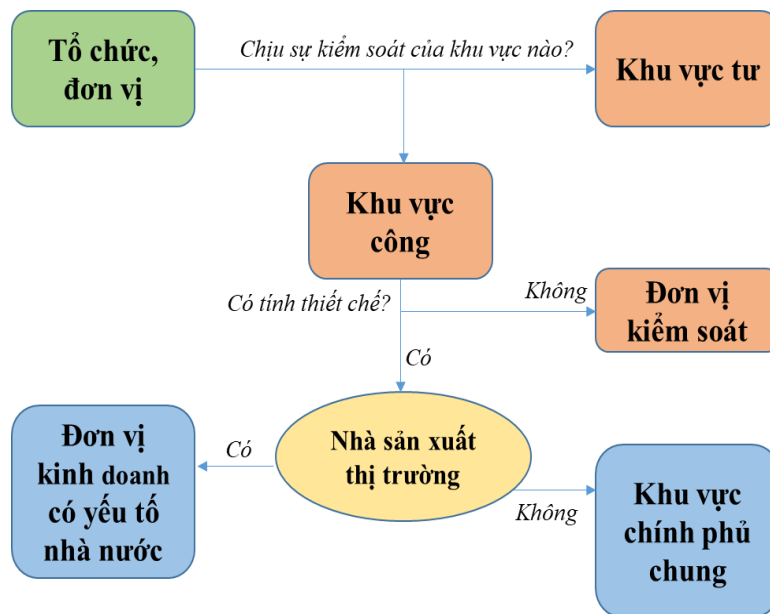 Tổ chức,
đơn vị
Chịu sự kiểm soát của khu vực nào?
Khu vực tư
Khu vực
công
Có tính thiết chế?
Không
Đơn vị
kiểm soát
Có
Nhà sản xuất
thị trường
Có
Đơn vị
kinh doanh
có yếu tố
nhà nước
Không
Khu vực
chính phủ
chung